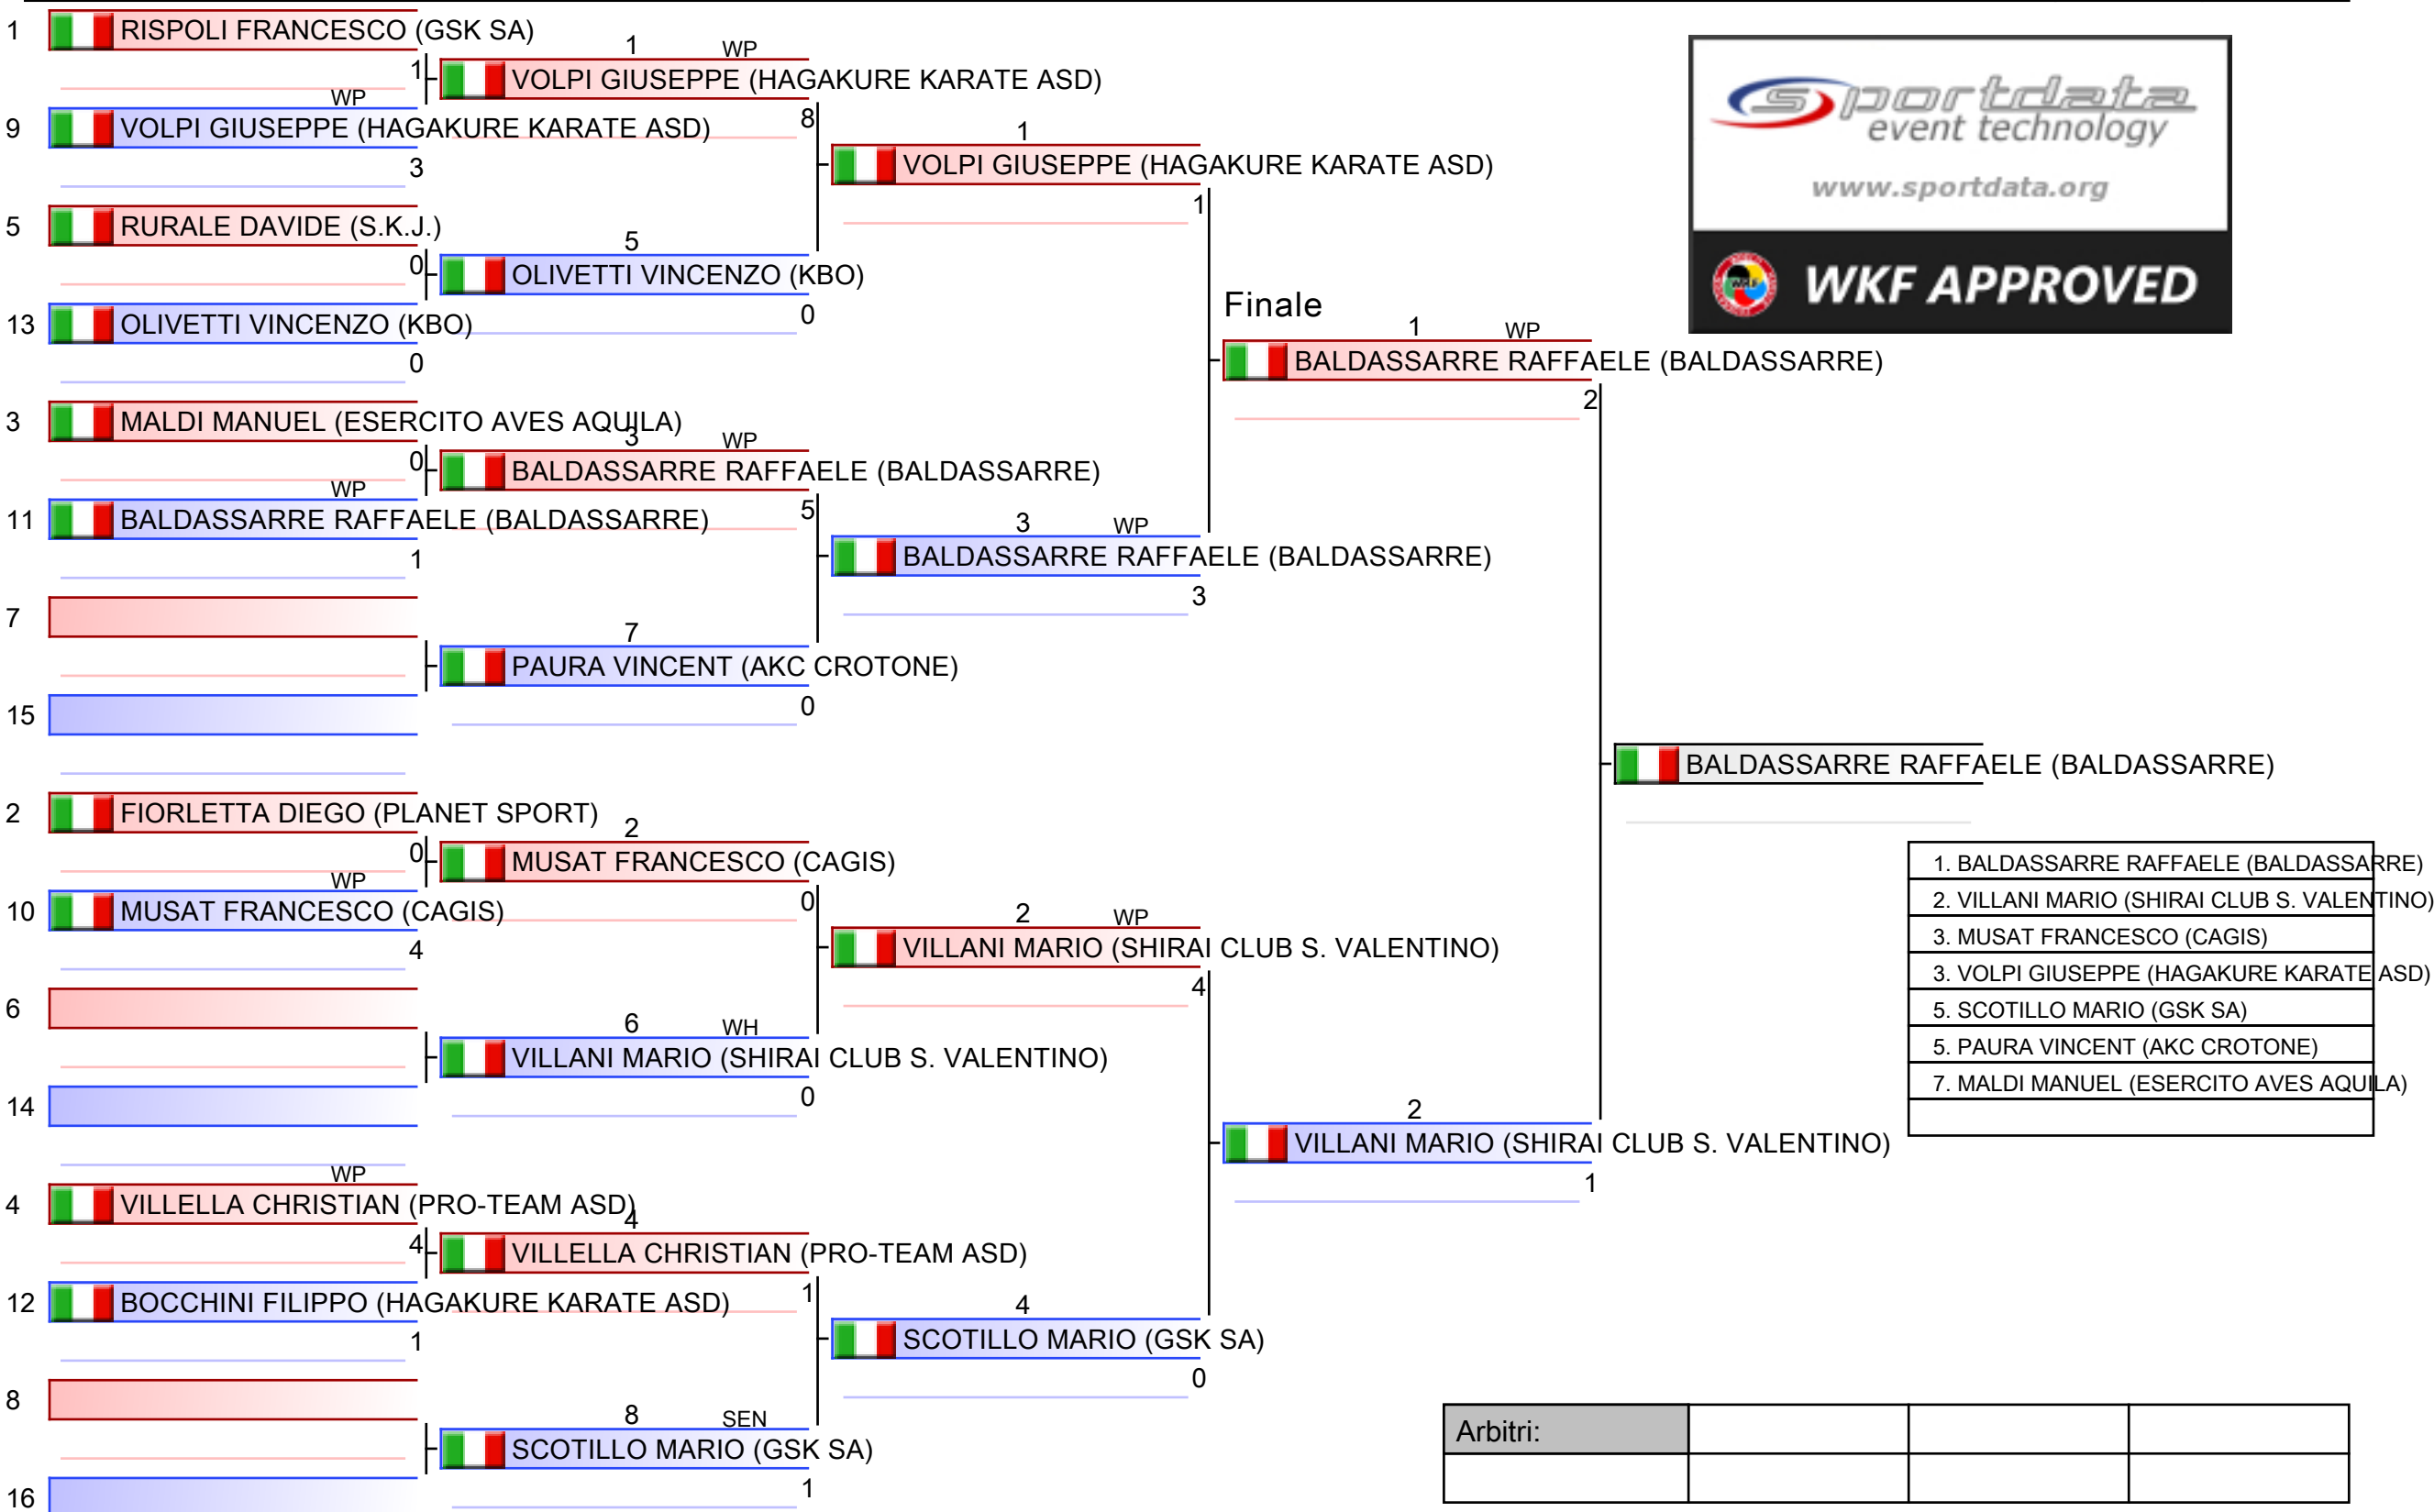 1 RISPOLI FRANCESCO (GSK SA)
1
WP
9 VOLPI GIUSEPPE (HAGAKURE KARATE ASD)
3
5 RURALE DAVIDE (S.K.J.)
0
13 OLIVETTI VINCENZO (KBO)
0
3 MALDI MANUEL (ESERCITO AVES AQUILA)
0
WP
11 BALDASSARRE RAFFAELE (BALDASSARRE)
1
7
15
2 FIORLETTA DIEGO (PLANET SPORT)
0
WP
10 MUSAT FRANCESCO (CAGIS)
4
6
14
WP
4 VILLELLA CHRISTIAN (PRO-TEAM ASD)
4
12 BOCCHINI FILIPPO (HAGAKURE KARATE ASD)
1
8
16
1 WP
VOLPI GIUSEPPE (HAGAKURE KARATE ASD)
8
5
OLIVETTI VINCENZO (KBO)
0
3 WP
BALDASSARRE RAFFAELE (BALDASSARRE)
5
7
PAURA VINCENT (AKC CROTONE)
0
2
MUSAT FRANCESCO (CAGIS)
0
6 WH
VILLANI MARIO (SHIRAI CLUB S. VALENTINO)
0
4
VILLELLA CHRISTIAN (PRO-TEAM ASD)
1
8 SEN
SCOTILLO MARIO (GSK SA)
1
1
VOLPI GIUSEPPE (HAGAKURE KARATE ASD)
1
3 WP
BALDASSARRE RAFFAELE (BALDASSARRE)
3
2 WP
VILLANI MARIO (SHIRAI CLUB S. VALENTINO)
4
4
SCOTILLO MARIO (GSK SA)
0
Finale
1 WP
BALDASSARRE RAFFAELE (BALDASSARRE)
2
2
VILLANI MARIO (SHIRAI CLUB S. VALENTINO)
1
BALDASSARRE RAFFAELE (BALDASSARRE)
sportdata
event technology
www.sportdata.org
WKF
WKF APPROVED
1. BALDASSARRE RAFFAELE (BALDASSARRE)
2. VILLANI MARIO (SHIRAI CLUB S. VALENTINO)
3. MUSAT FRANCESCO (CAGIS)
3. VOLPI GIUSEPPE (HAGAKURE KARATE ASD)
5. SCOTILLO MARIO (GSK SA)
5. PAURA VINCENT (AKC CROTONE)
7. MALDI MANUEL (ESERCITO AVES AQUILA)
Arbitri: